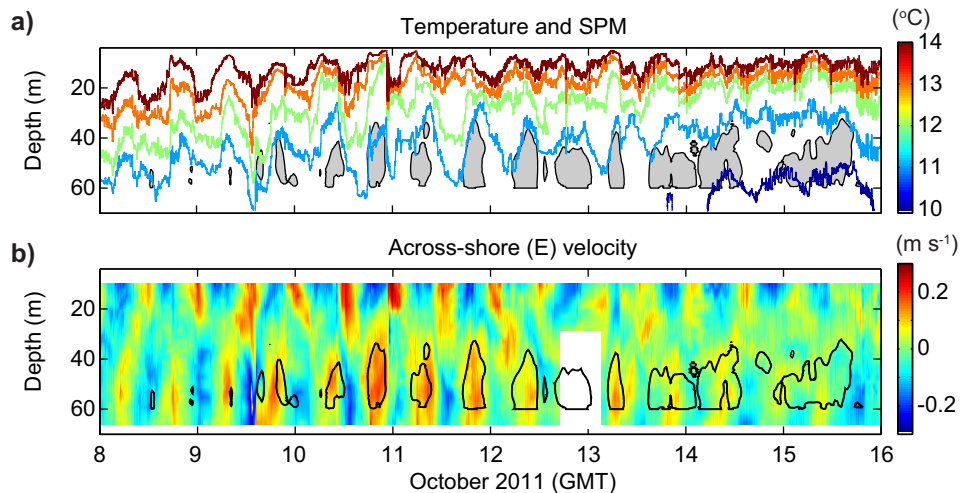 a)
Temperature and SPM
(°C)
Depth (m)
20
40
60
14
13
12
11
10
b)
Across-shore (E) velocity
(m s⁻¹)
Depth (m)
20
40
60
0.2
0
-0.2
8 9 10 11 12 13 14 15 16
October 2011 (GMT)